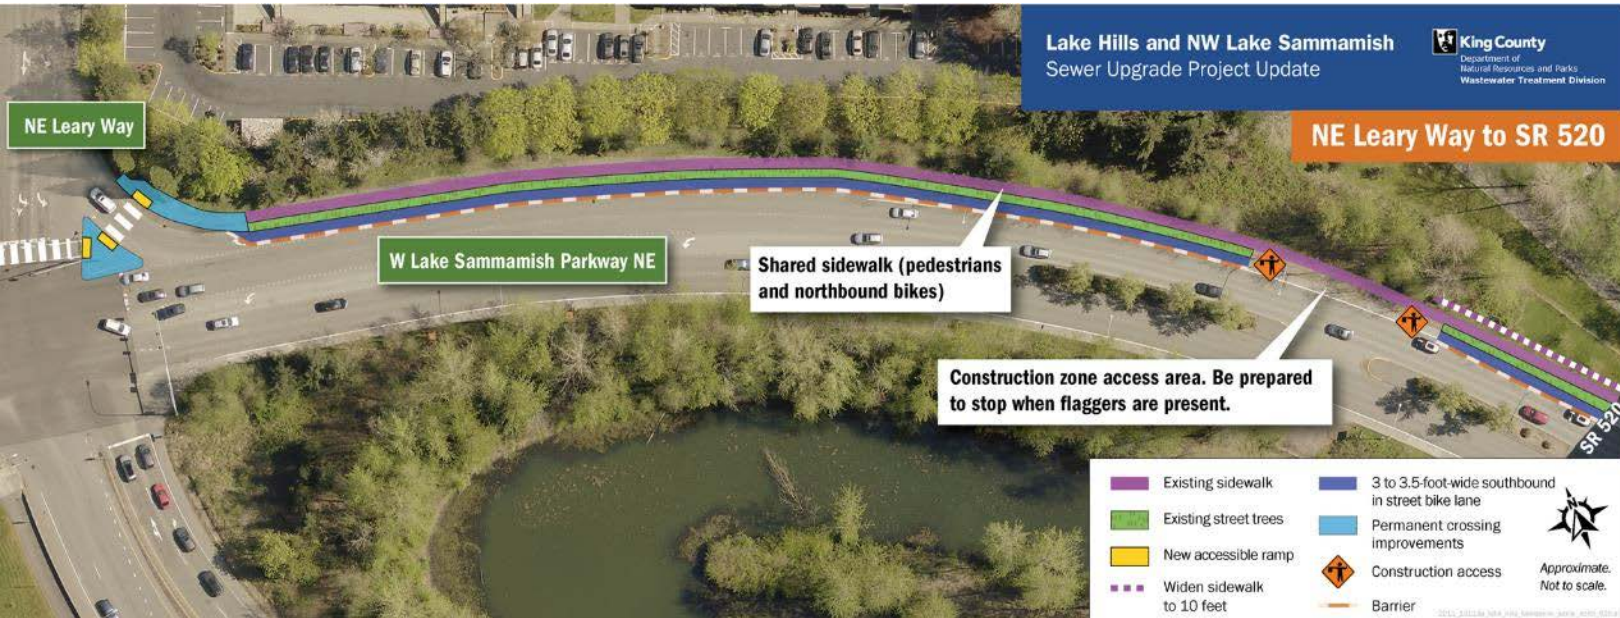 Lake Hills and NW Lake Sammamish
Sewer Upgrade Project Update
King County
Department of
Natural Resources and Parks
Wastewater Treatment Division
NE Leary Way
NE Leary Way to SR 520
W Lake Sammamish Parkway NE
Shared sidewalk (pedestrians
and northbound bikes)
Construction zone access area. Be prepared
to stop when flaggers are present.
SR 520
Existing sidewalk
Existing street trees
New accessible ramp
Widen sidewalk
to 10 feet
3 to 3.5-foot-wide southbound
in street bike lane
Permanent crossing
improvements
Construction access
Barrier
Approximate.
Not to scale.